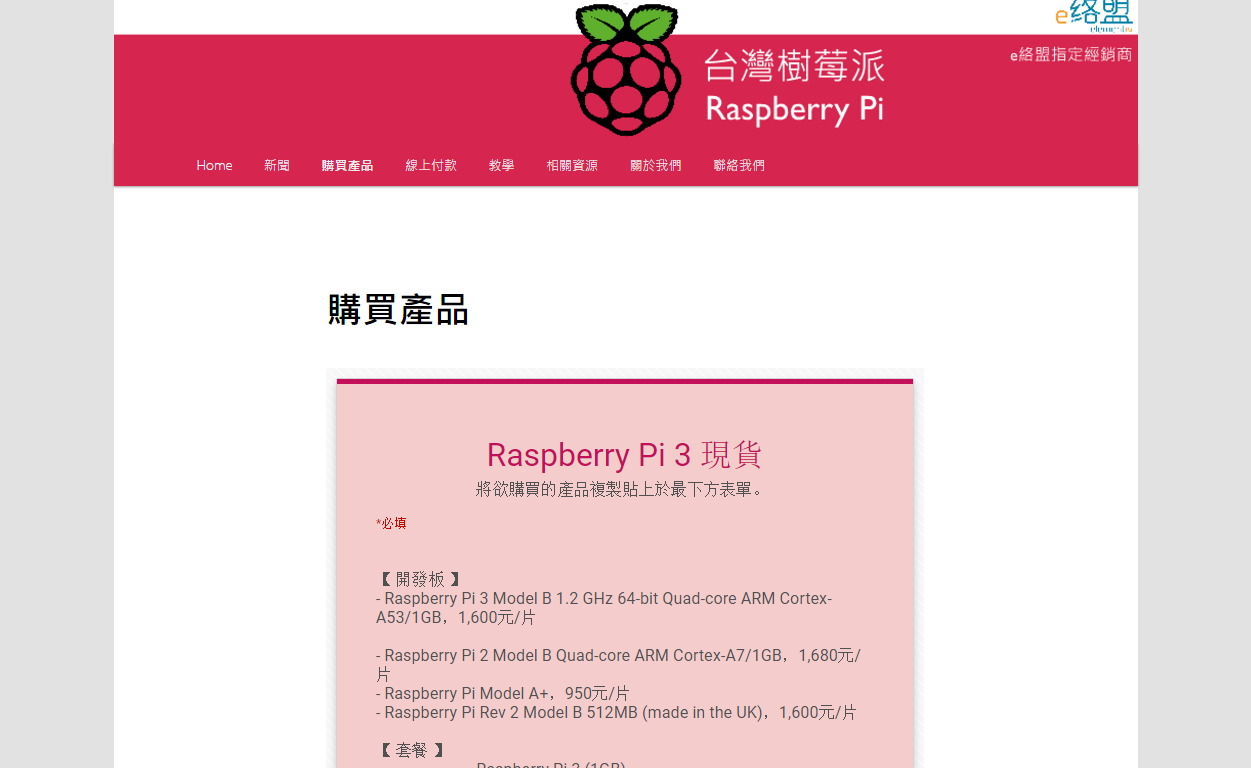 e络盟
element14
台灣樹莓派
e絡盟指定經銷商
Raspberry Pi
Home 新聞 購買產品 線上付款 教學 相關資源 關於我們 聯絡我們
購買產品
Raspberry Pi 3 現貨
將欲購買的產品複製貼上於最下方表單。
*必填
【 開發板 】
- Raspberry Pi 3 Model B 1.2 GHz 64-bit Quad-core ARM Cortex-
A53/1GB，1,600元/片
- Raspberry Pi 2 Model B Quad-core ARM Cortex-A7/1GB，1,680元/
片
- Raspberry Pi Model A+，950元/片
- Raspberry Pi Rev 2 Model B 512MB (made in the UK)，1,600元/片
【 套餐 】
Raspberry Pi 3 (1GB)